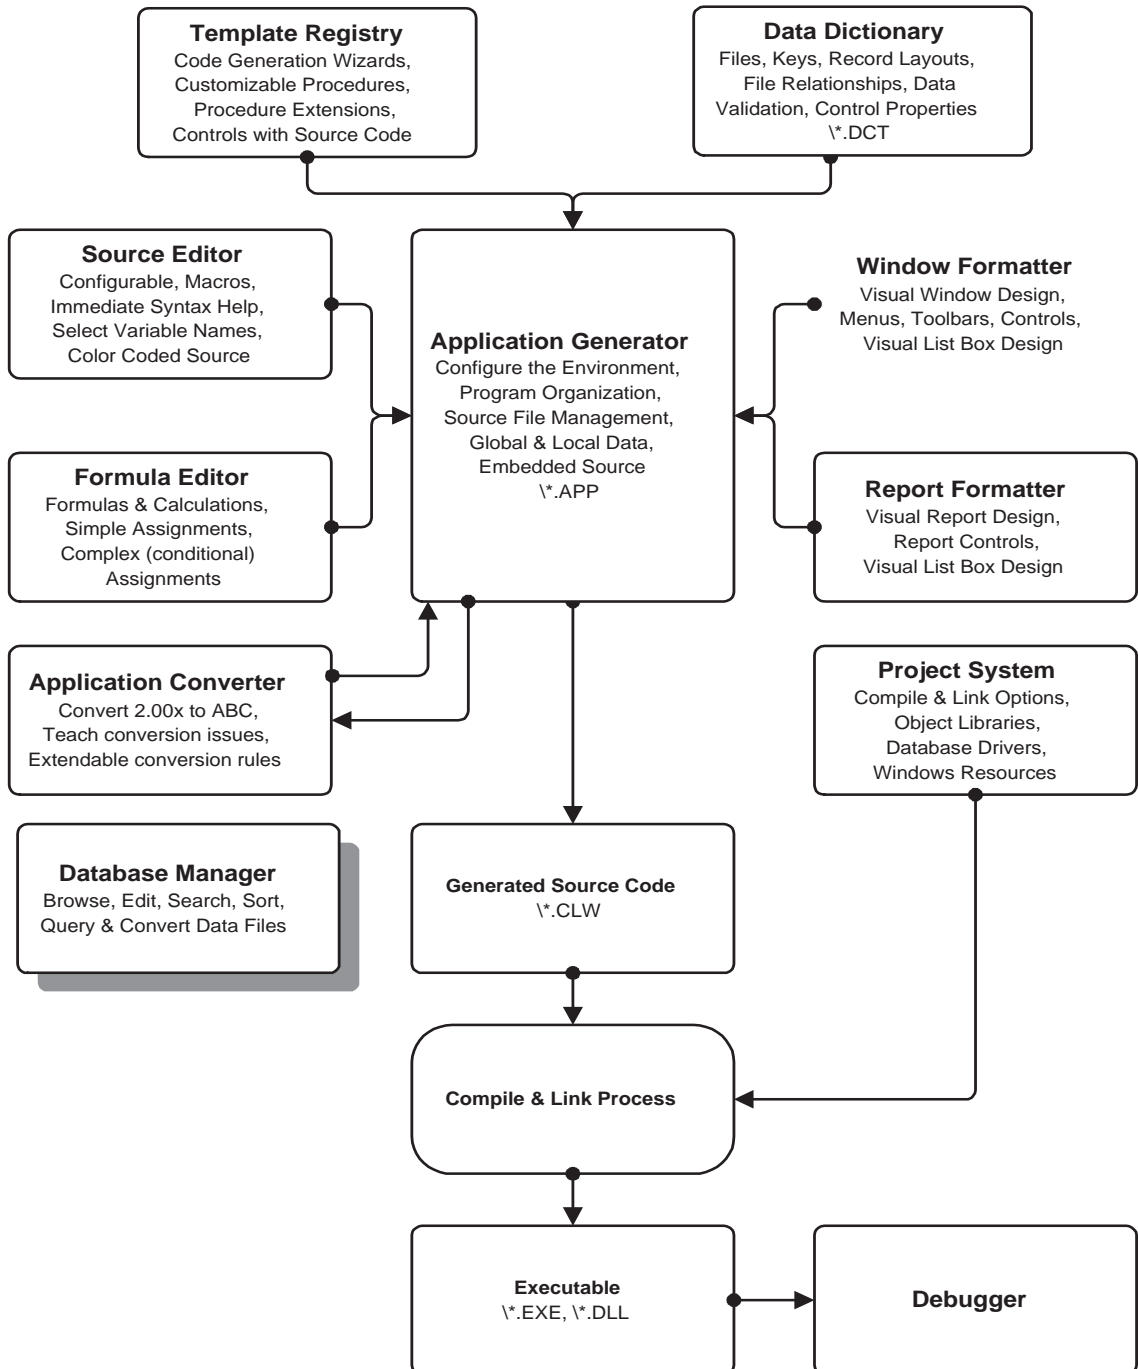 Template Registry
Code Generation Wizards,
Customizable Procedures,
Procedure Extensions,
Controls with Source Code
Data Dictionary
Files, Keys, Record Layouts,
File Relationships, Data
Validation, Control Properties
\*.DCT
Source Editor
Configurable, Macros,
Immediate Syntax Help,
Select Variable Names,
Color Coded Source
Application Generator
Configure the Environment,
Program Organization,
Source File Management,
Global & Local Data,
Embedded Source
\*.APP
Window Formatter
Visual Window Design,
Menus, Toolbars, Controls,
Visual List Box Design
Formula Editor
Formulas & Calculations,
Simple Assignments,
Complex (conditional)
Assignments
Report Formatter
Visual Report Design,
Report Controls,
Visual List Box Design
Application Converter
Convert 2.00x to ABC,
Teach conversion issues,
Extendable conversion rules
Project System
Compile & Link Options,
Object Libraries,
Database Drivers,
Windows Resources
Database Manager
Browse, Edit, Search, Sort,
Query & Convert Data Files
Generated Source Code
\*.CLW
Compile & Link Process
Executable
\*.EXE, \*.DLL
Debugger